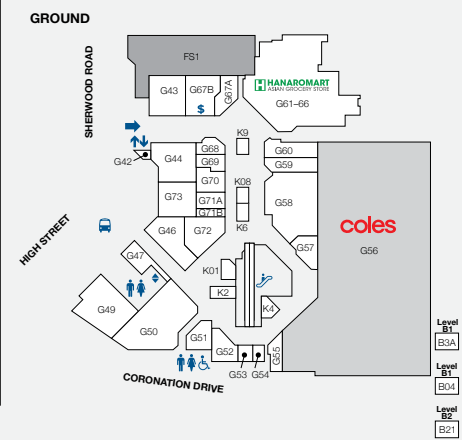 GROUND
SHERWOOD ROAD
FS1
G43
G67B
G67A
$
HANAROMART
ASIAN GROCERY STORE
G61–66
K9
G42
G44
G68
G69
G70
G60
G59
G73
G71A
G71B
K08
K6
G58
coles
G56
HIGH STREET
G46
G72
G57
G47
K01
K2
K4
G49
G50
G51
G52
G53
G54
G55
CORONATION DRIVE
Level
B1
B3A
Level
B1
B04
Level
B2
B21